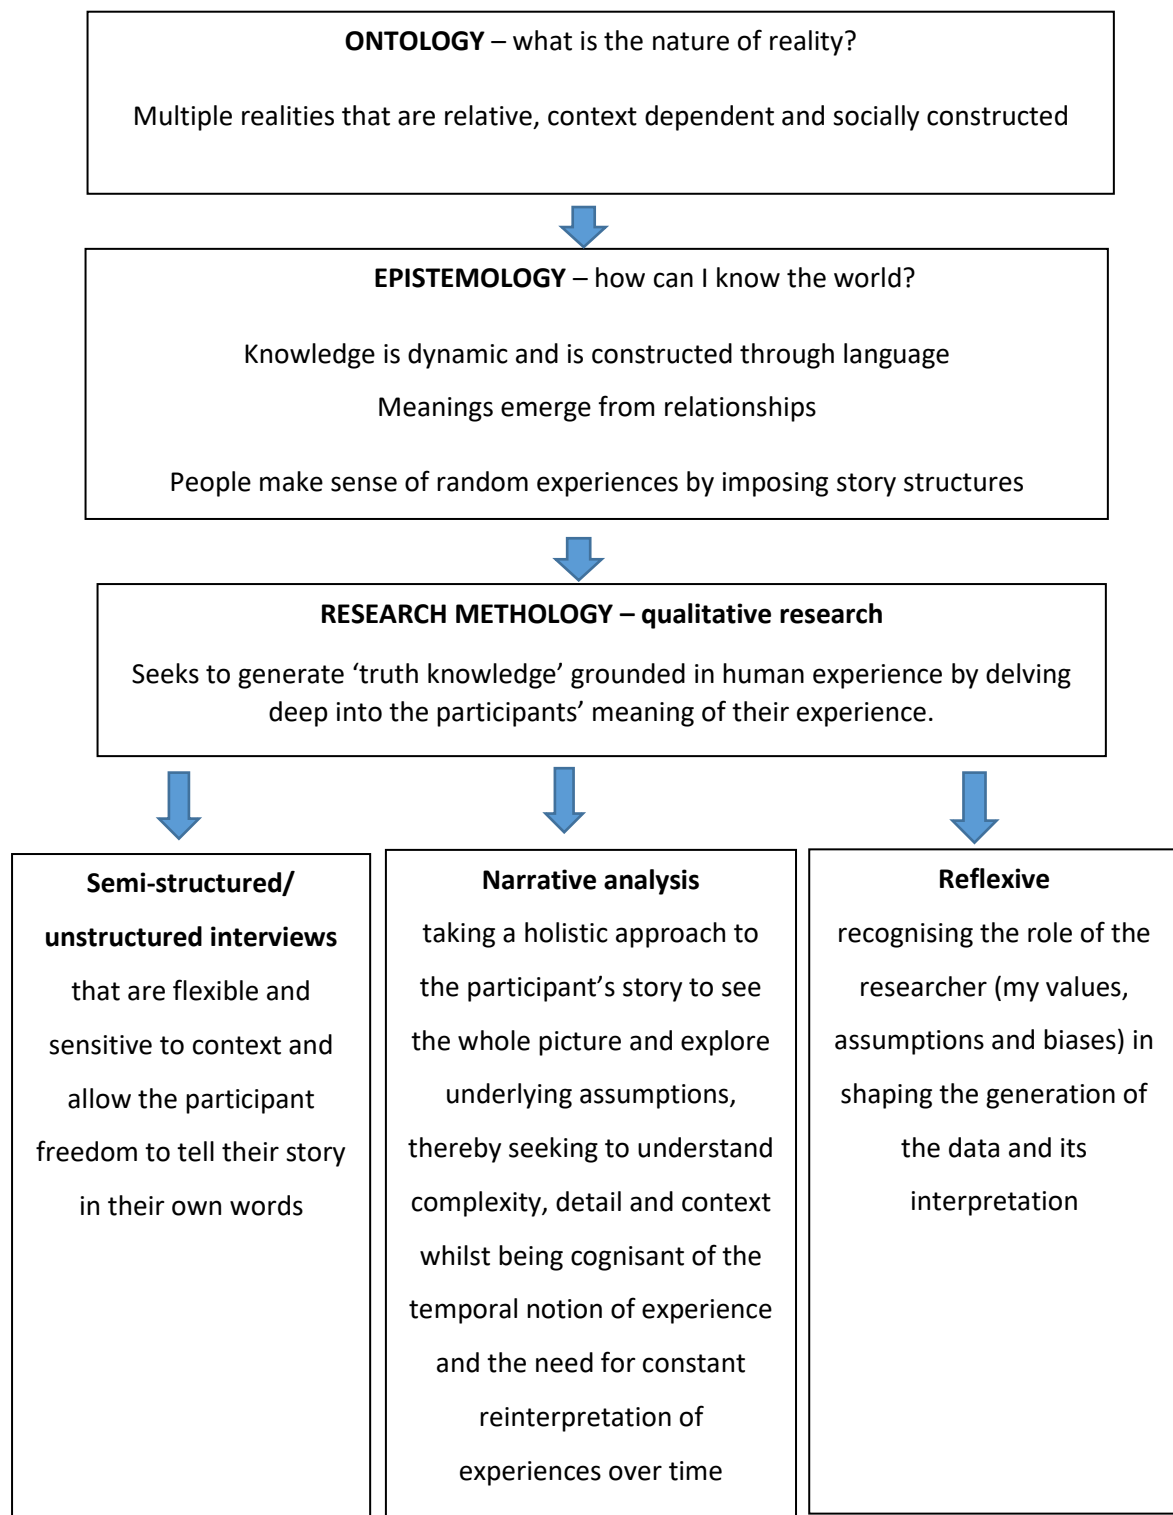 ONTOLOGY – what is the nature of reality?
Multiple realities that are relative, context dependent and socially constructed
EPISTEMOLOGY – how can I know the world?
Knowledge is dynamic and is constructed through language
Meanings emerge from relationships
People make sense of random experiences by imposing story structures
RESEARCH METHOLOGY – qualitative research
Seeks to generate ‘truth knowledge’ grounded in human experience by delving
deep into the participants’ meaning of their experience.
Semi-structured/
unstructured interviews
that are flexible and
sensitive to context and
allow the participant
freedom to tell their story
in their own words
Narrative analysis
taking a holistic approach to
the participant’s story to see
the whole picture and explore
underlying assumptions,
thereby seeking to understand
complexity, detail and context
whilst being cognisant of the
temporal notion of experience
and the need for constant
reinterpretation of
experiences over time
Reflexive
recognising the role of the
researcher (my values,
assumptions and biases) in
shaping the generation of
the data and its
interpretation